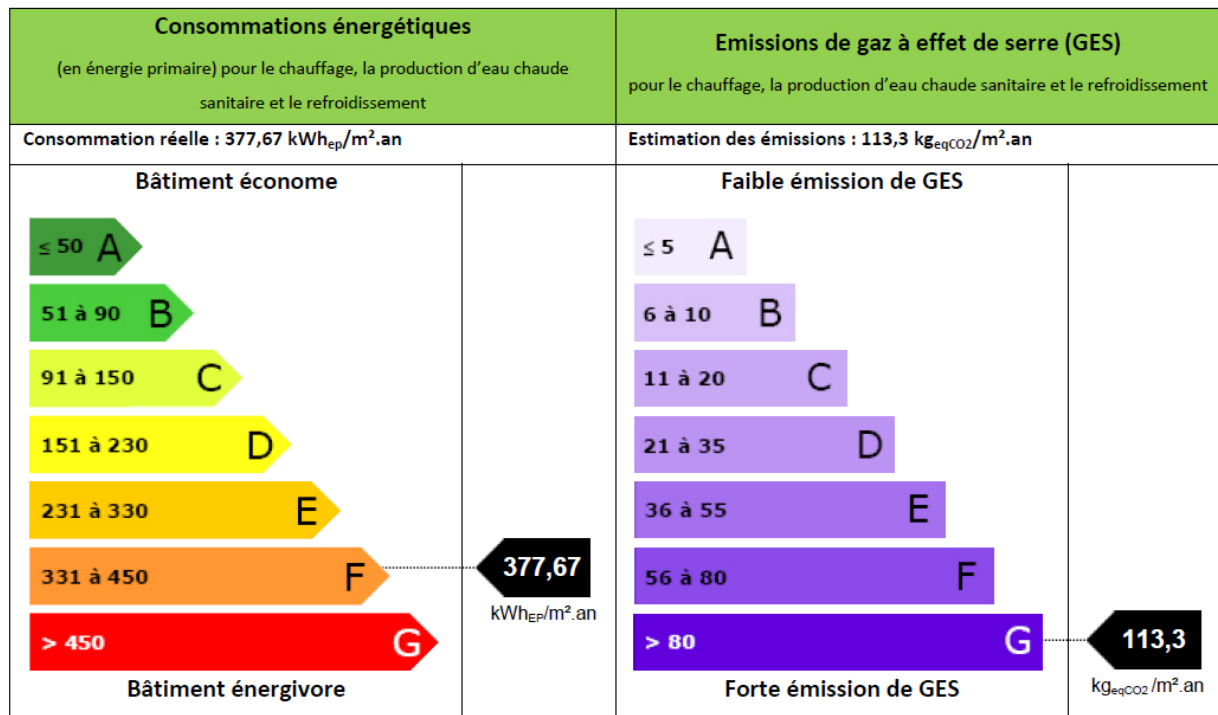 Consommations énergétiques
(en énergie primaire) pour le chauffage, la production d’eau chaude
sanitaire et le refroidissement
Consommation réelle : 377,67 kWhep/m².an
Bâtiment économe
≤ 50 A
51 à 90 B
91 à 150 C
151 à 230 D
231 à 330 E
331 à 450 F
377,67
kWhEP/m².an
> 450 G
Bâtiment énergivore
Emissions de gaz à effet de serre (GES)
pour le chauffage, la production d’eau chaude sanitaire et le refroidissement
Estimation des émissions : 113,3 kgeqCO2/m².an
Faible émission de GES
≤ 5 A
6 à 10 B
11 à 20 C
21 à 35 D
36 à 55 E
56 à 80 F
> 80 G
113,3
kgeqCO2/m².an
Forte émission de GES